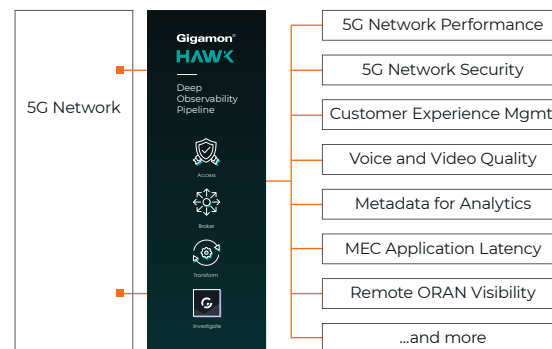 5G Network
Gigamon®
HAWK
Deep
Observability
Pipeline
Access
Broker
Transform
G
Investigate
5G Network Performance
5G Network Security
Customer Experience Mgmt
Voice and Video Quality
Metadata for Analytics
MEC Application Latency
Remote ORAN Visibility
...and more